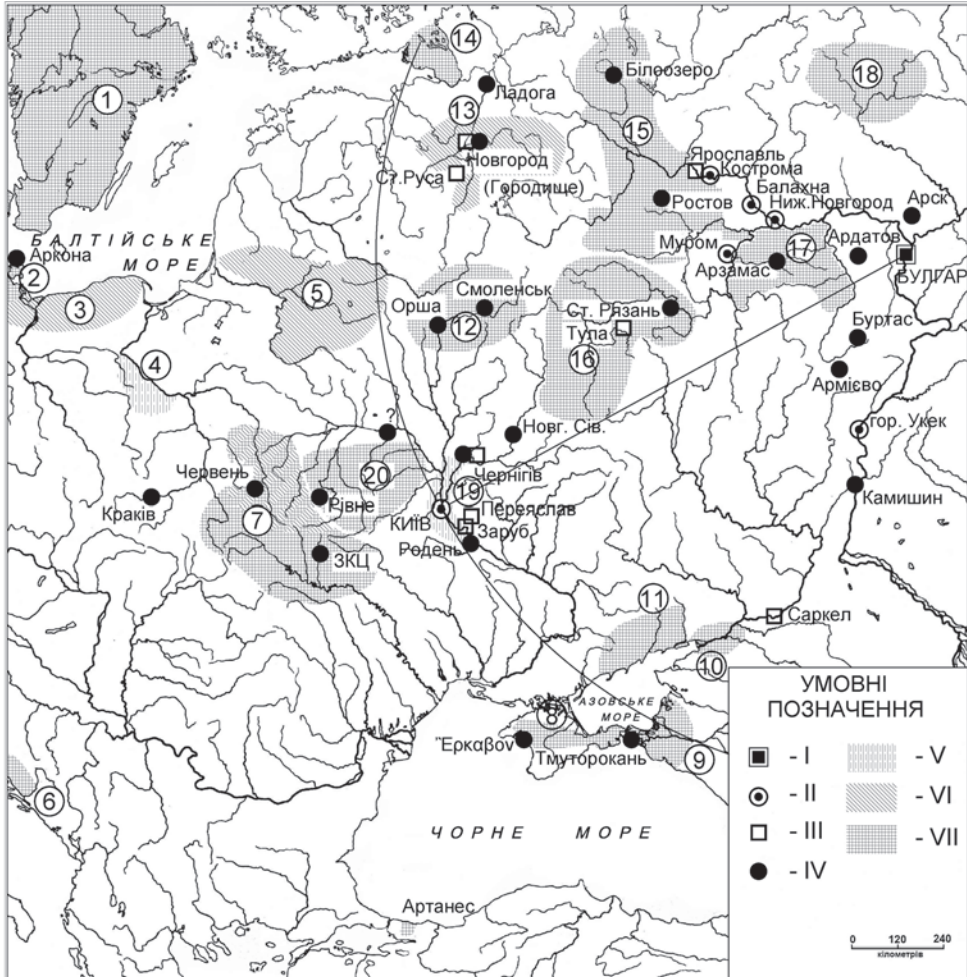 14
18
1
Білоозеро
Ладога
13
15
Ярославль
Кострома
Новгород
Ст.Руса
(Городище)
Балахна
Ниж.Новгород
Арск
Ростов
БАЛТІЙСЬКЕ
МОРЕ
Аркона
Муром
17
Ардатов
Арзамас
БУЛГАР
2
3
5
Смоленськ
Орша
12
Ст. Рязань
Тула
Буртас
16
4
Армієво
?
Новг. Сів.
гор. Укек
Червень
20
Чернігів
19
Камишин
Краків
Рівне
7
КИЇВ
Переяслав
Заруб
Родень
ЗКЦ
11
Саркел
10
АЗОВСЬКЕ
МОРЕ
8
Тмуторокань
9
6
ЧОРНЕ МОРЕ
Артанес
УМОВНІ
ПОЗНАЧЕННЯ
- I
- V
- II
- VI
- III
- VII
- IV
0 120 240
кілометрів